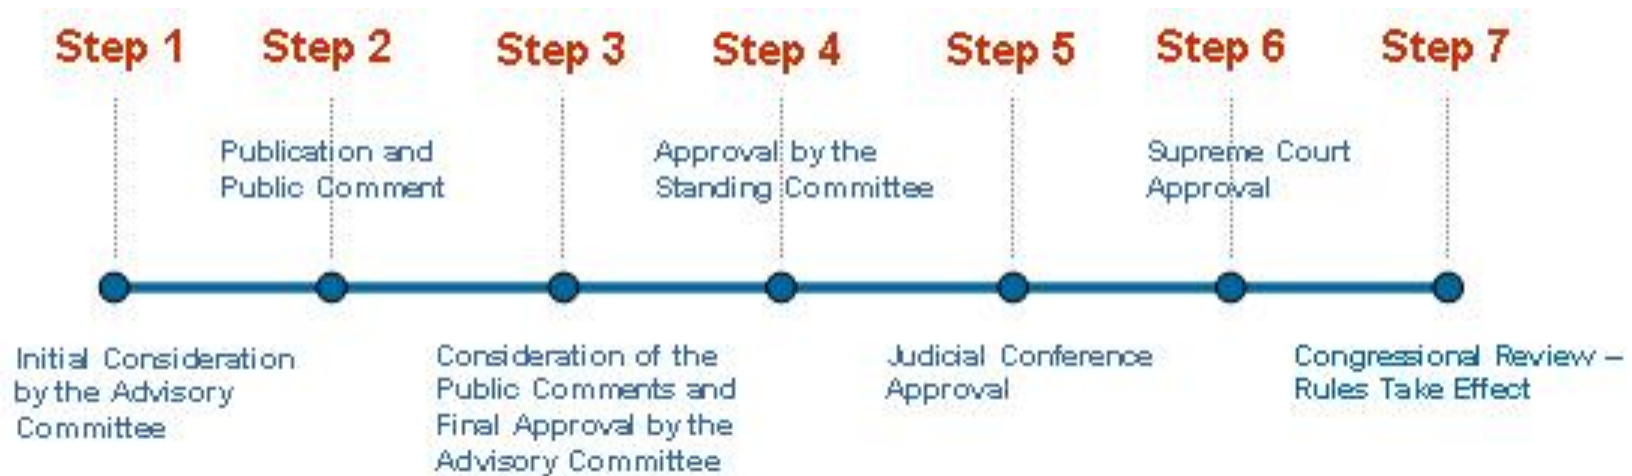 Step 1
Step 2
Step 3
Step 4
Step 5
Step 6
Step 7
Publication and
Public Comment
Approval by the
Standing Committee
Supreme Court
Approval
Initial Consideration
by the Advisory
Committee
Consideration of the
Public Comments and
Final Approval by the
Advisory Committee
Judicial Conference
Approval
Congressional Review –
Rules Take Effect